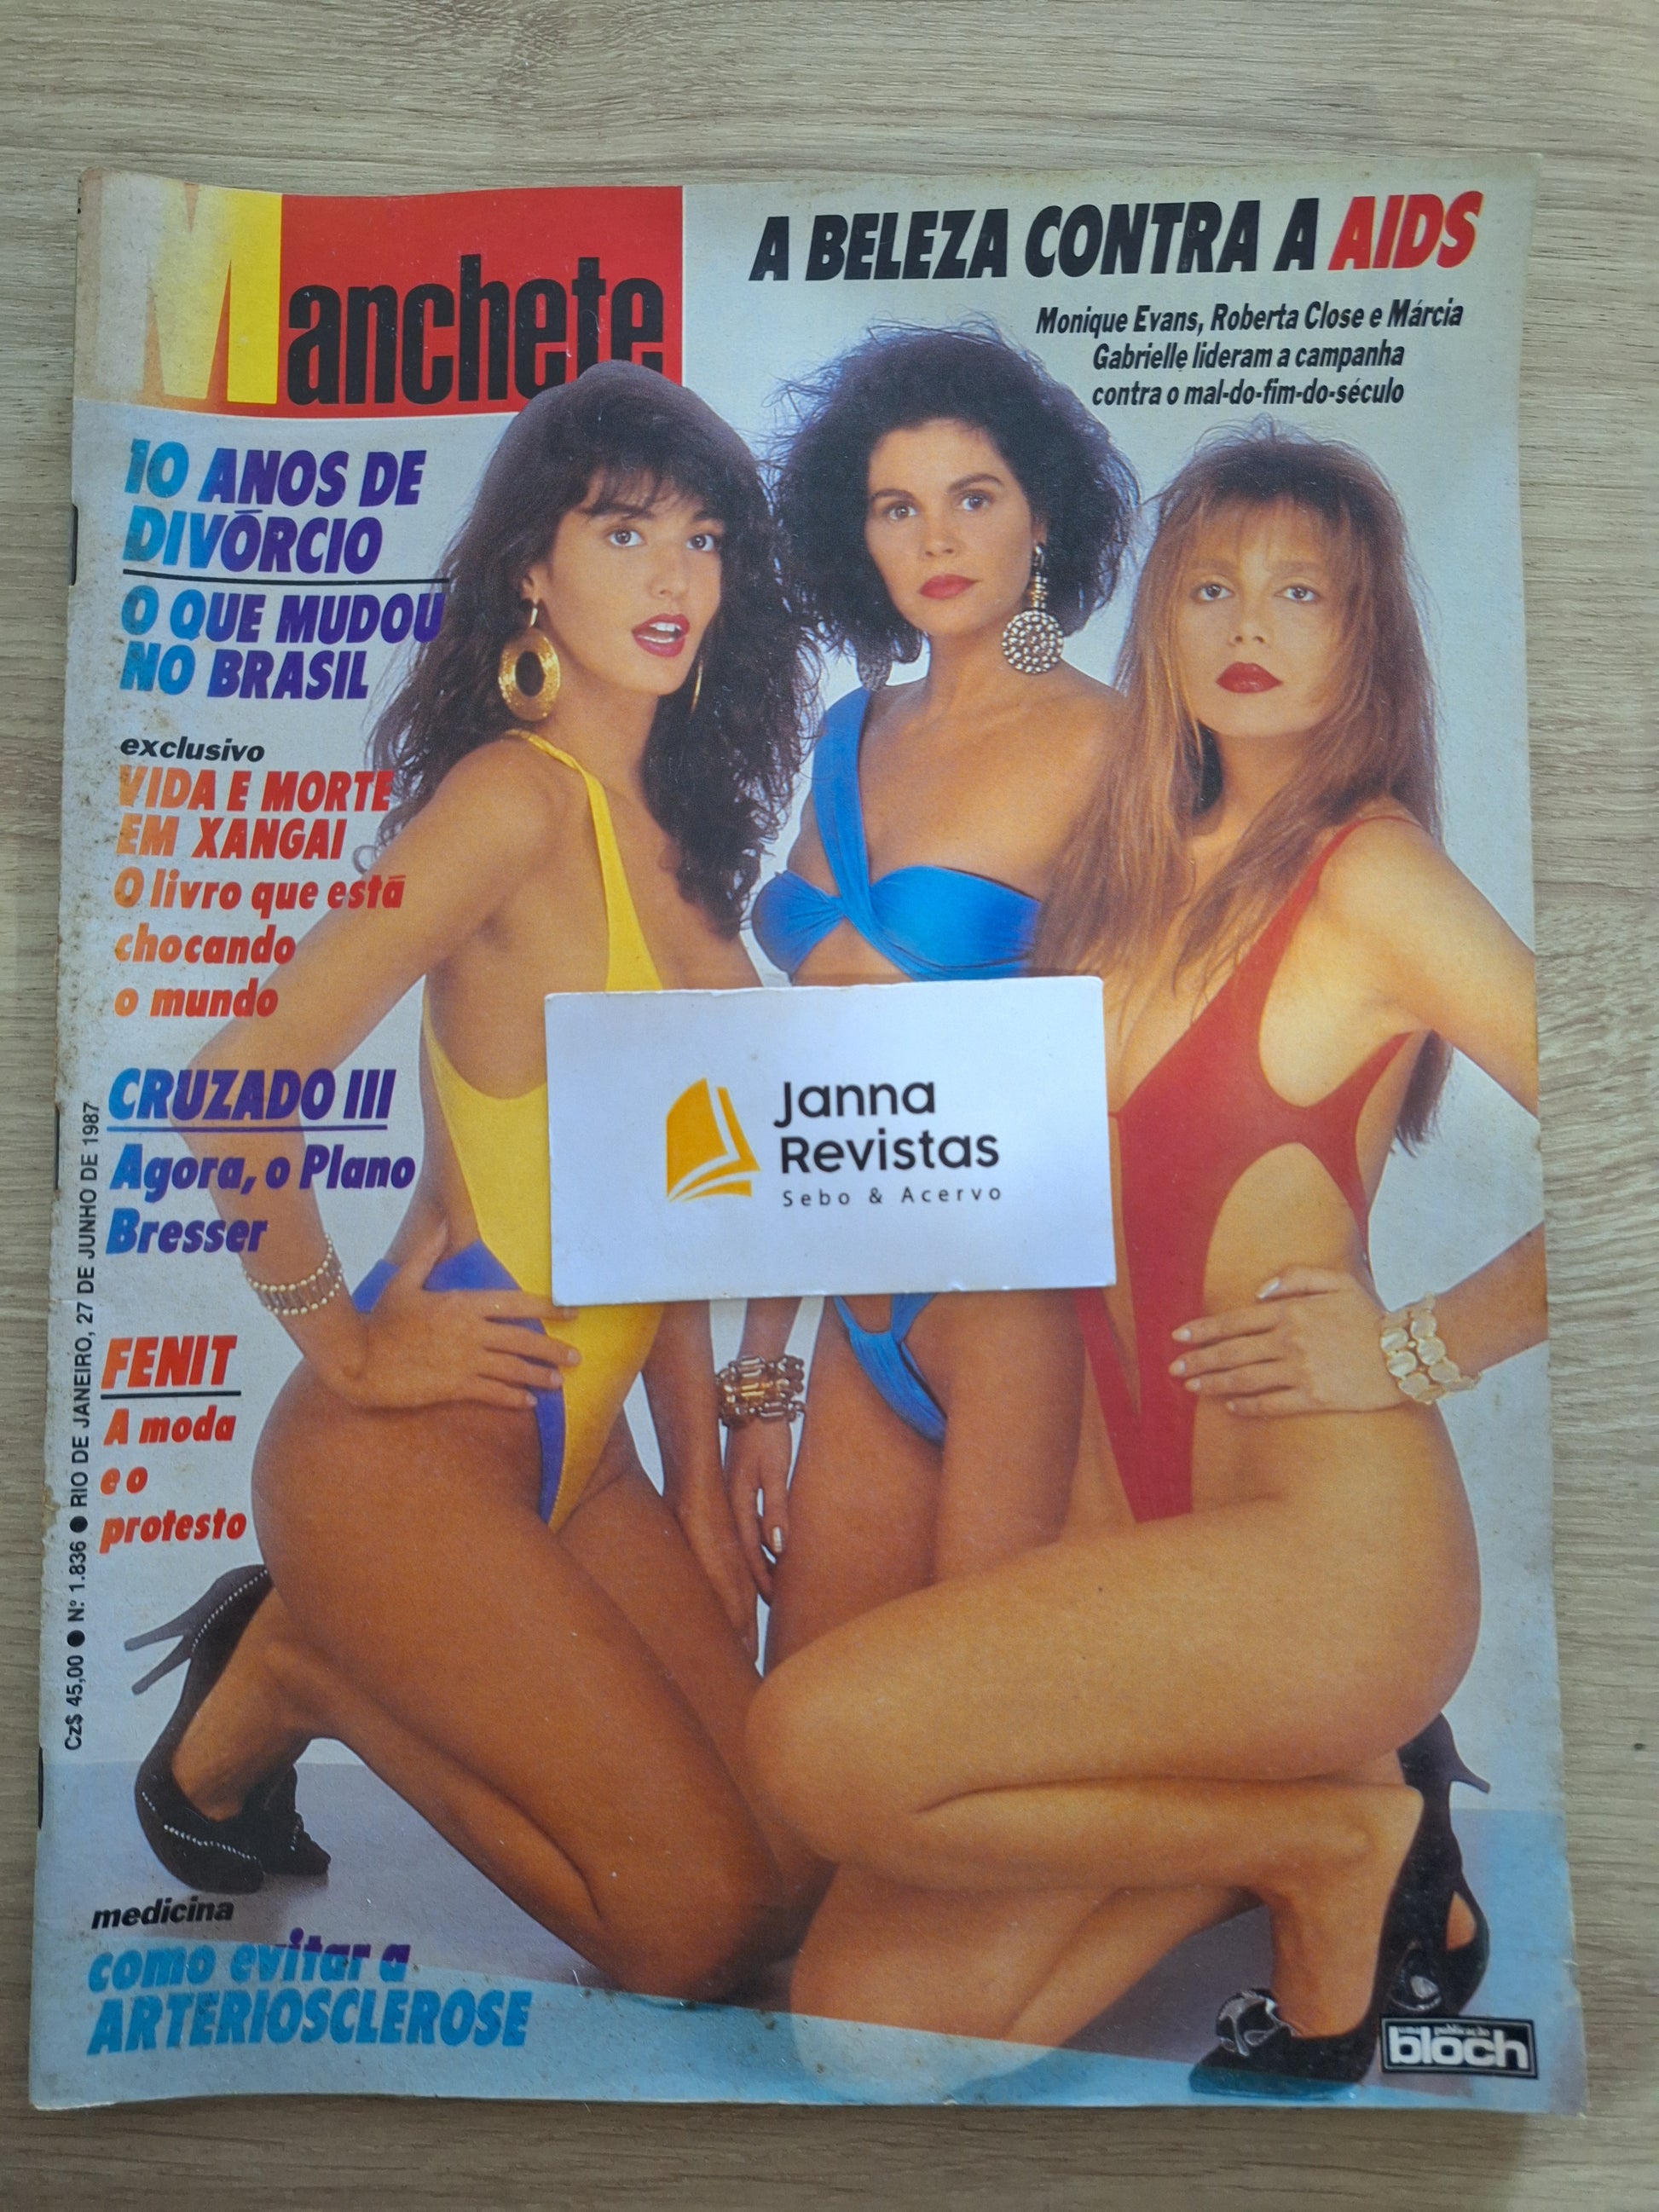 Manchete
A BELEZA CONTRA A AIDS
Monique Evans, Roberta Close e Márcia
Gabrielle lideram a campanha
contra o mal-do-fim-do-século
10 ANOS DE
DIVÓRCIO
O QUE MUDOU
NO BRASIL
exclusivo
VIDA E MORTE
EM XANGAI
O livro que está
chocando
o mundo
CRUZADO III
Agora, o Plano
Bresser
FENIT
A moda
e o
protesto
Cz$ 45,00 ● Nº 1.836 ● RIO DE JANEIRO, 27 DE JUNHO DE 1987
Janna
Revistas
Sebo & Acervo
medicina
como evitar a
ARTERIOSCLEROSE
bloch